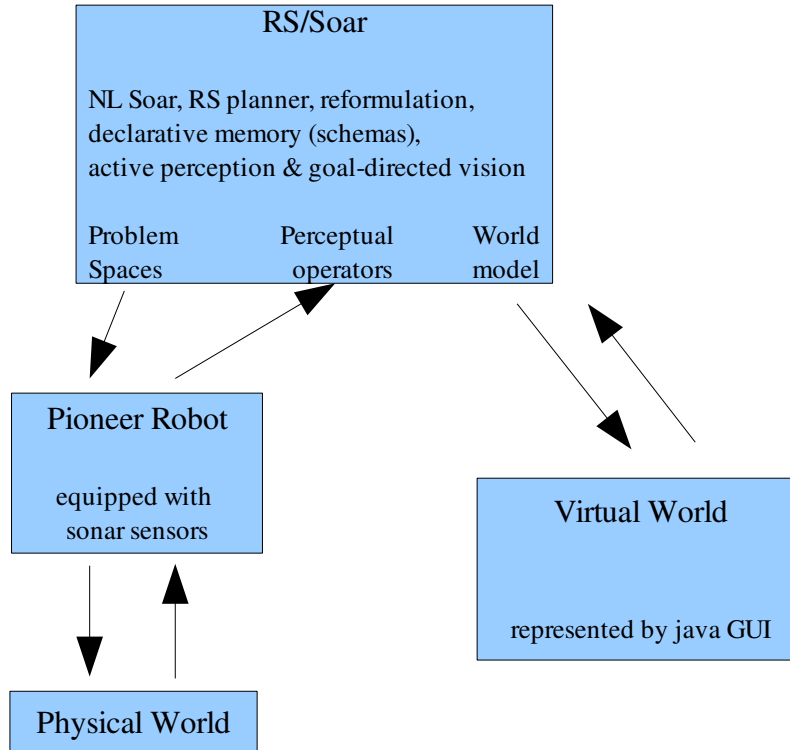 RS/Soar
NL Soar, RS planner, reformulation,
declarative memory (schemas),
active perception & goal-directed vision
Problem Perceptual World
Spaces operators model
Pioneer Robot
equipped with
sonar sensors
Virtual World
represented by java GUI
Physical World